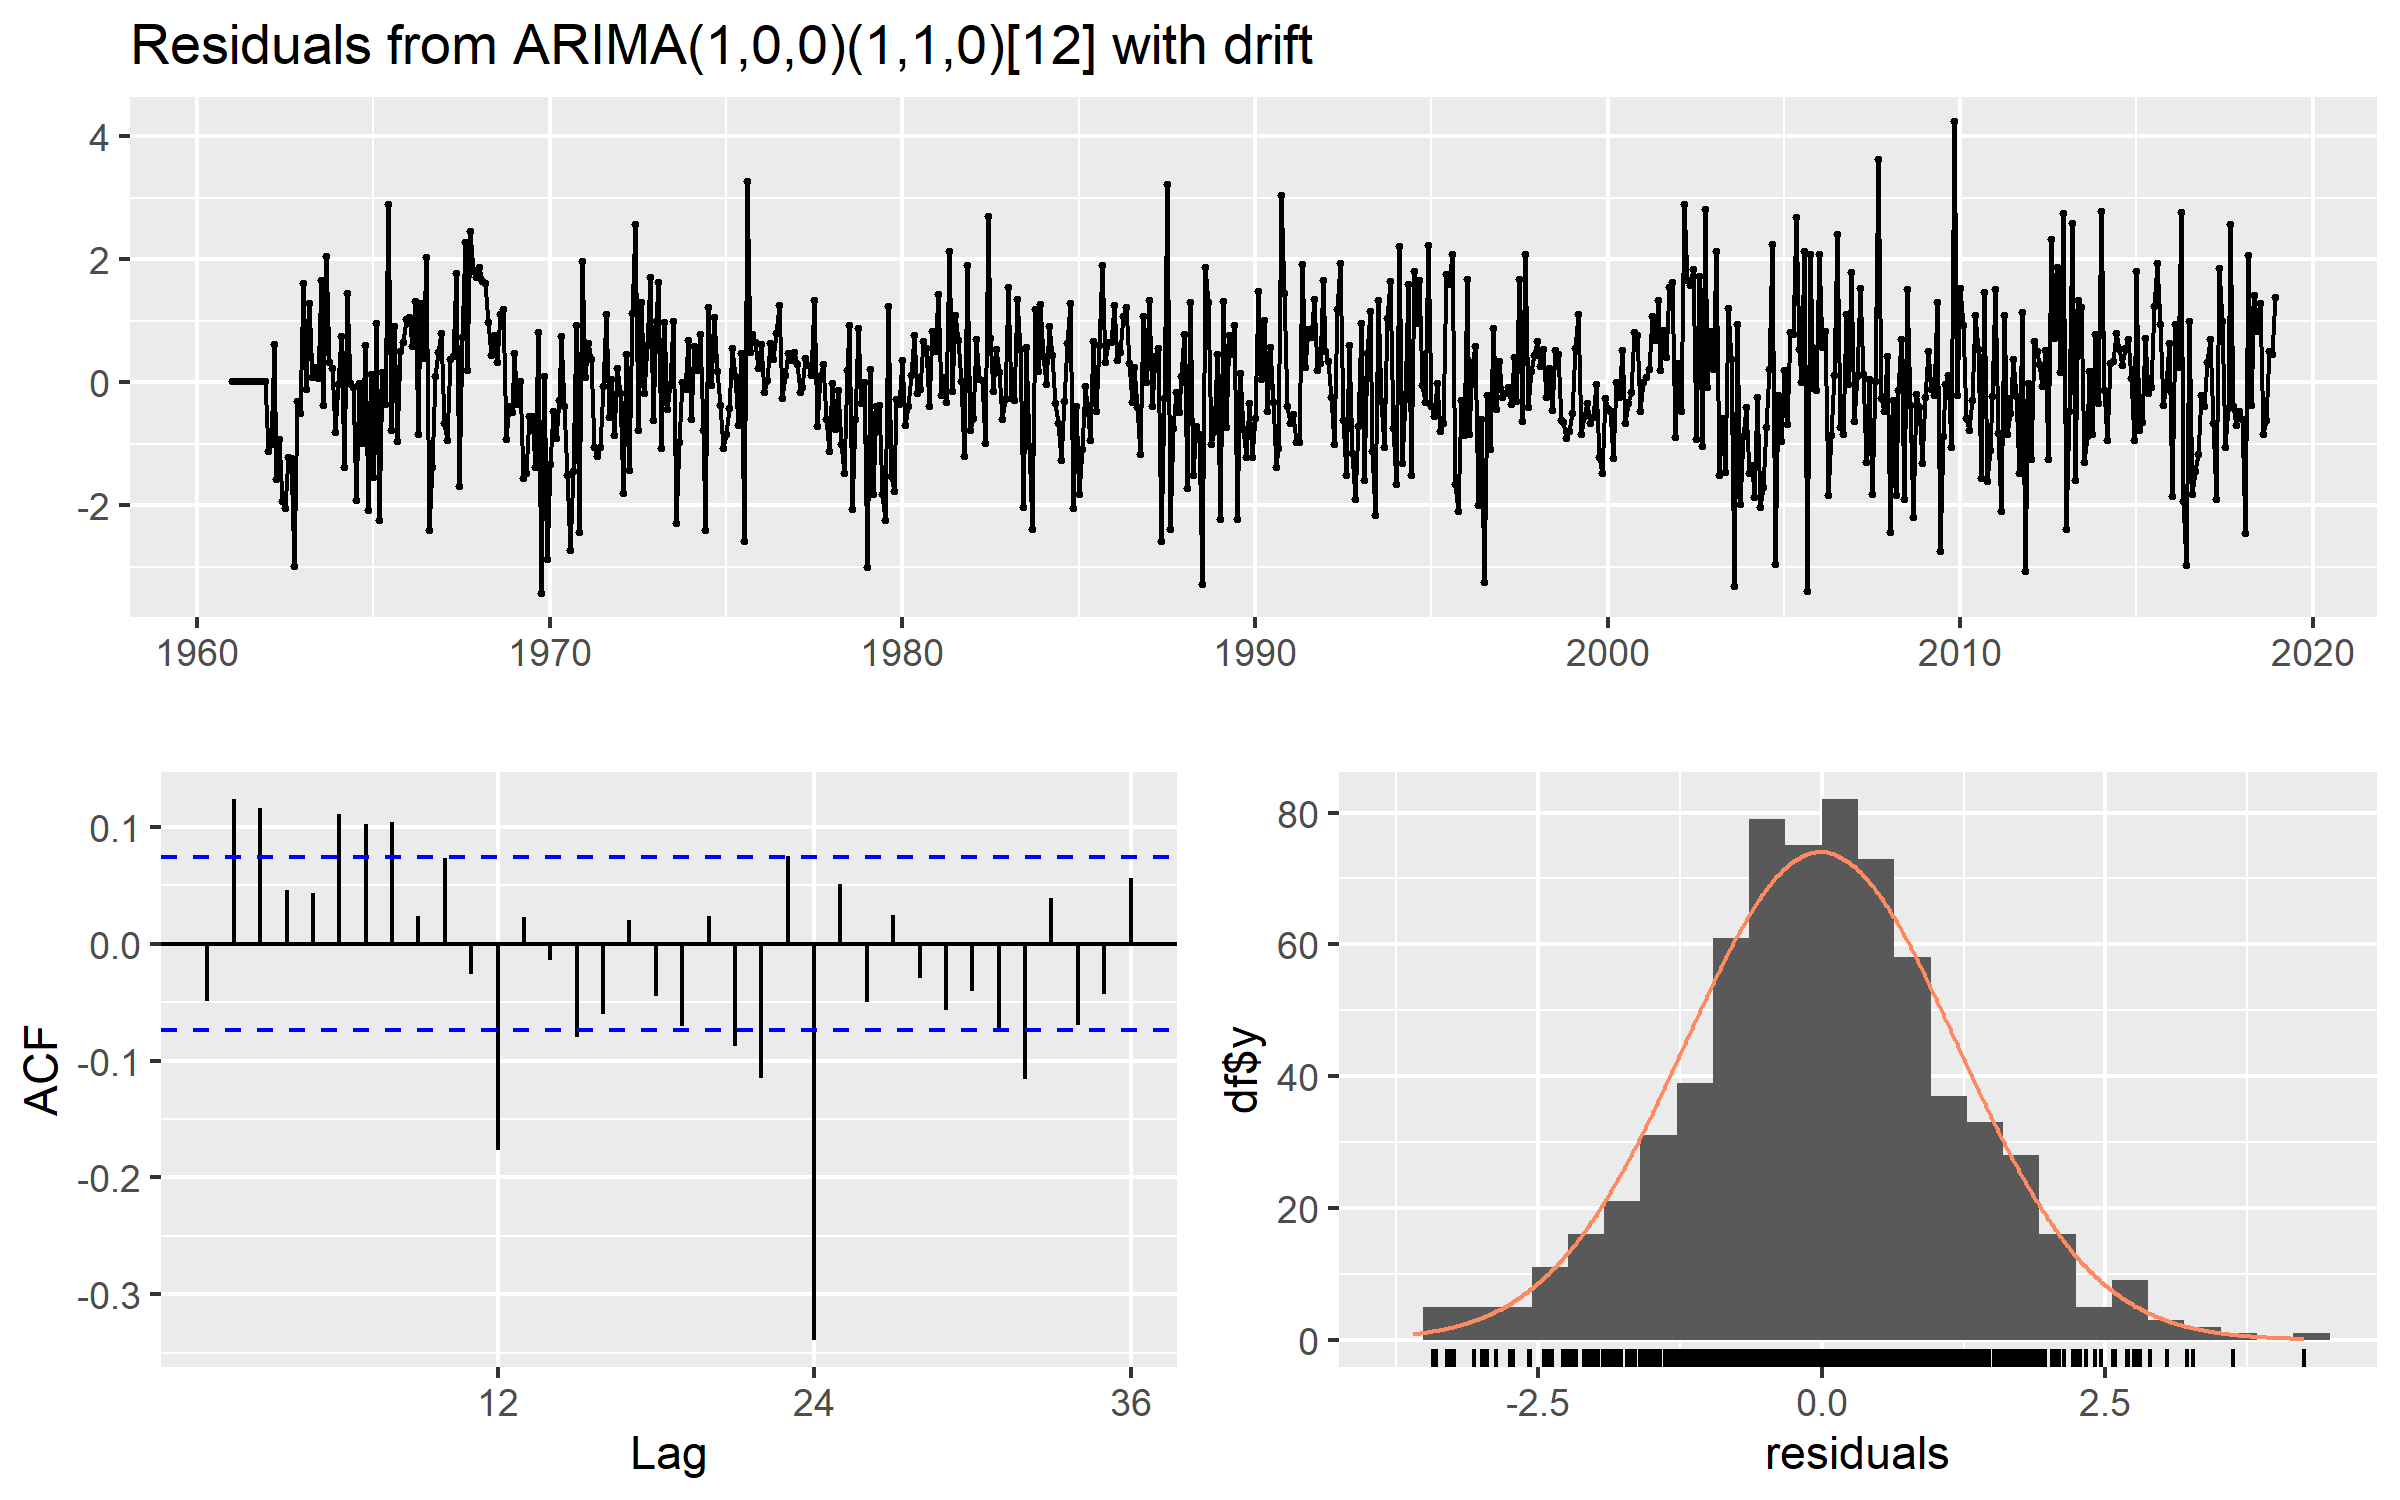 Residuals from ARIMA(1,0,0)(1,1,0)[12] with drift
4
2
0
-2
1960 1970 1980 1990 2000 2010 2020
0.1
0.0
-0.1
-0.2
-0.3
ACF
12 24 36
Lag
80
60
40
20
0
df$y
-2.5 0.0 2.5
residuals